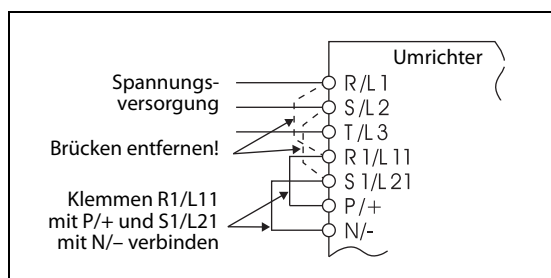 Umrichter
Spannungs-
versorgung
R/L1
S/L2
T/L3
Brücken entfernen!
R1/L11
S1/L21
Klemmen R1/L11
mit P/+ und S1/L21
mit N/– verbinden
P/+
N/-